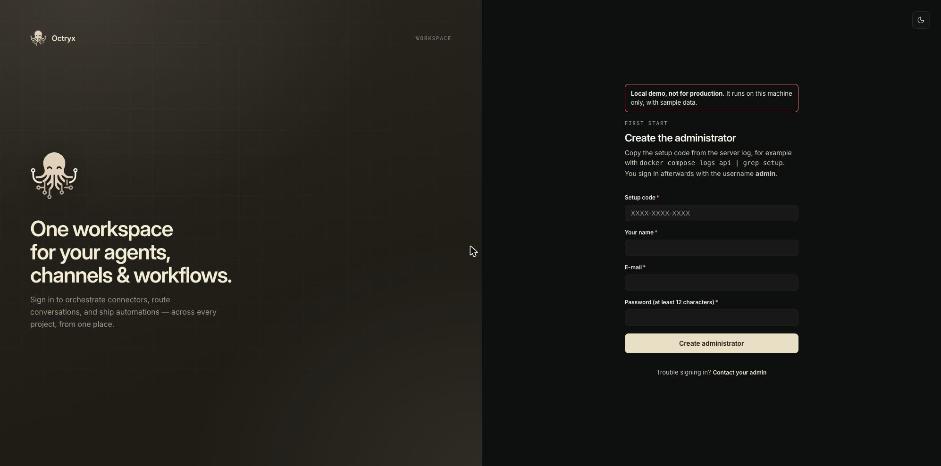 Octryx
WORKSPACE
One workspace
for your agents,
channels & workflows.
Sign in to orchestrate connectors, route
conversations, and ship automations — across every
project, from one place.
Local demo, not for production. It runs on this machine
only, with sample data.
FIRST START
Create the administrator
Copy the setup code from the server log, for example
with docker compose logs api | grep setup.
You sign in afterwards with the username admin.
Setup code *
XXXX-XXXX-XXXX
Your name *
E-mail *
Password (at least 12 characters) *
Create administrator
Trouble signing in? Contact your admin